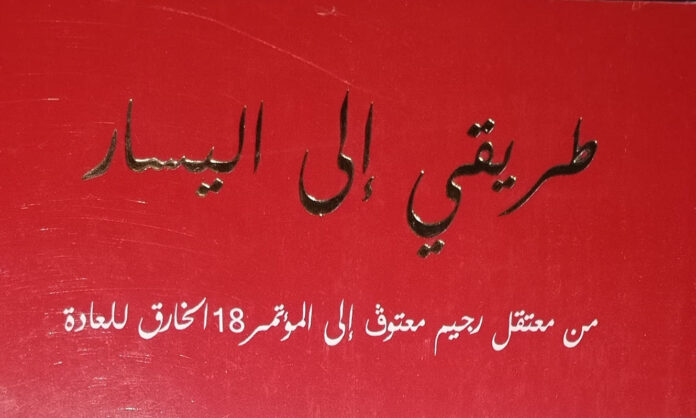 طريقي إلى اليسار
من معتقل رجيم معتوق إلى المؤتمر 18 الخارق للعادة